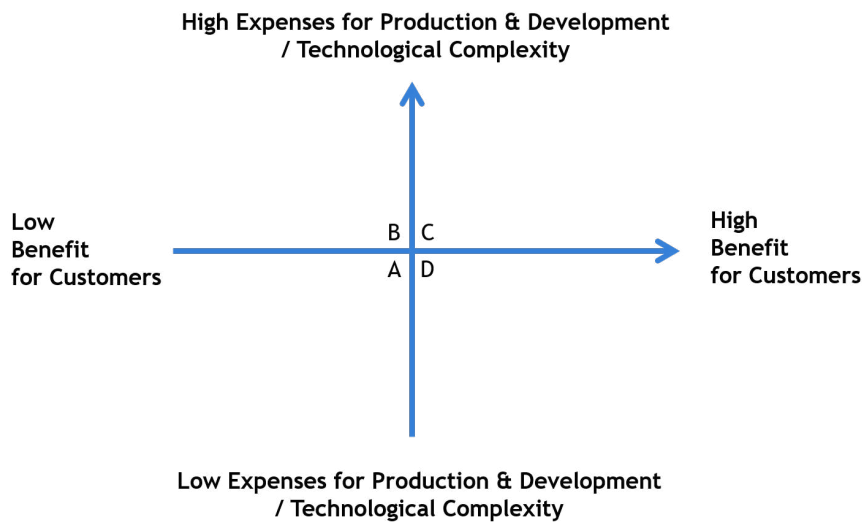 High Expenses for Production & Development
/ Technological Complexity
Low
Benefit
for Customers
B C
A D
High
Benefit
for Customers
Low Expenses for Production & Development
/ Technological Complexity